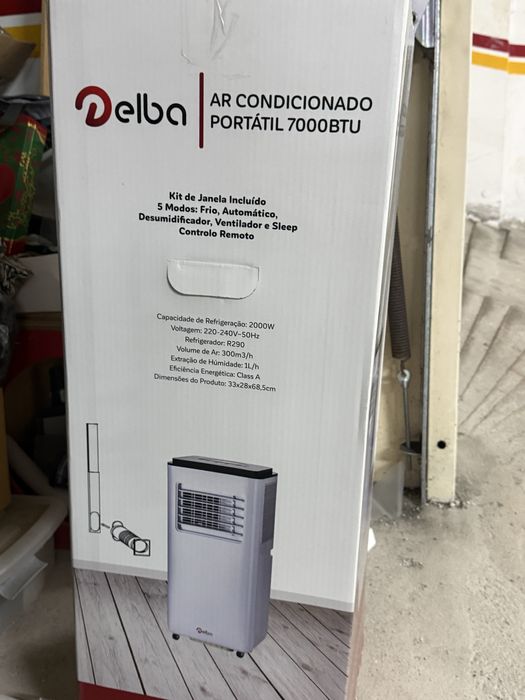 Delba
AR CONDICIONADO
PORTÁTIL 7000BTU
Kit de Janela Incluído
5 Modos: Frio, Automático,
Desumidificador, Ventilador e Sleep
Controlo Remoto
Capacidade de Refrigeração: 2000W
Voltagem: 220-240V~50Hz
Refrigerador: R290
Volume de Ar: 300m3/h
Extração de Húmidade: 1L/h
Eficiência Energética: Class A
Dimensões do Produto: 33x28x68,5cm
Delba